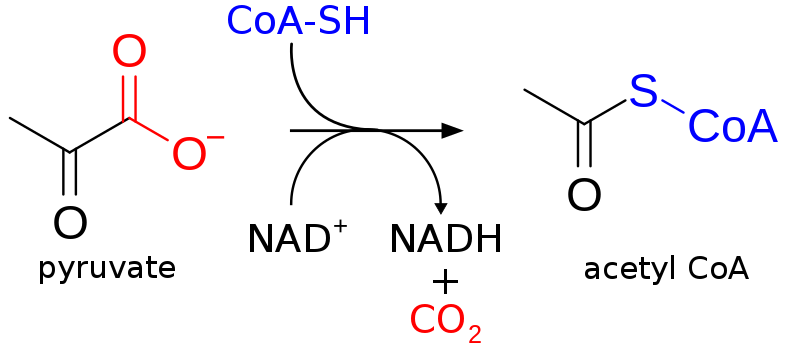 CoA-SH
O
O−
O
pyruvate
NAD+
NADH
+
CO2
S
CoA
O
acetyl CoA